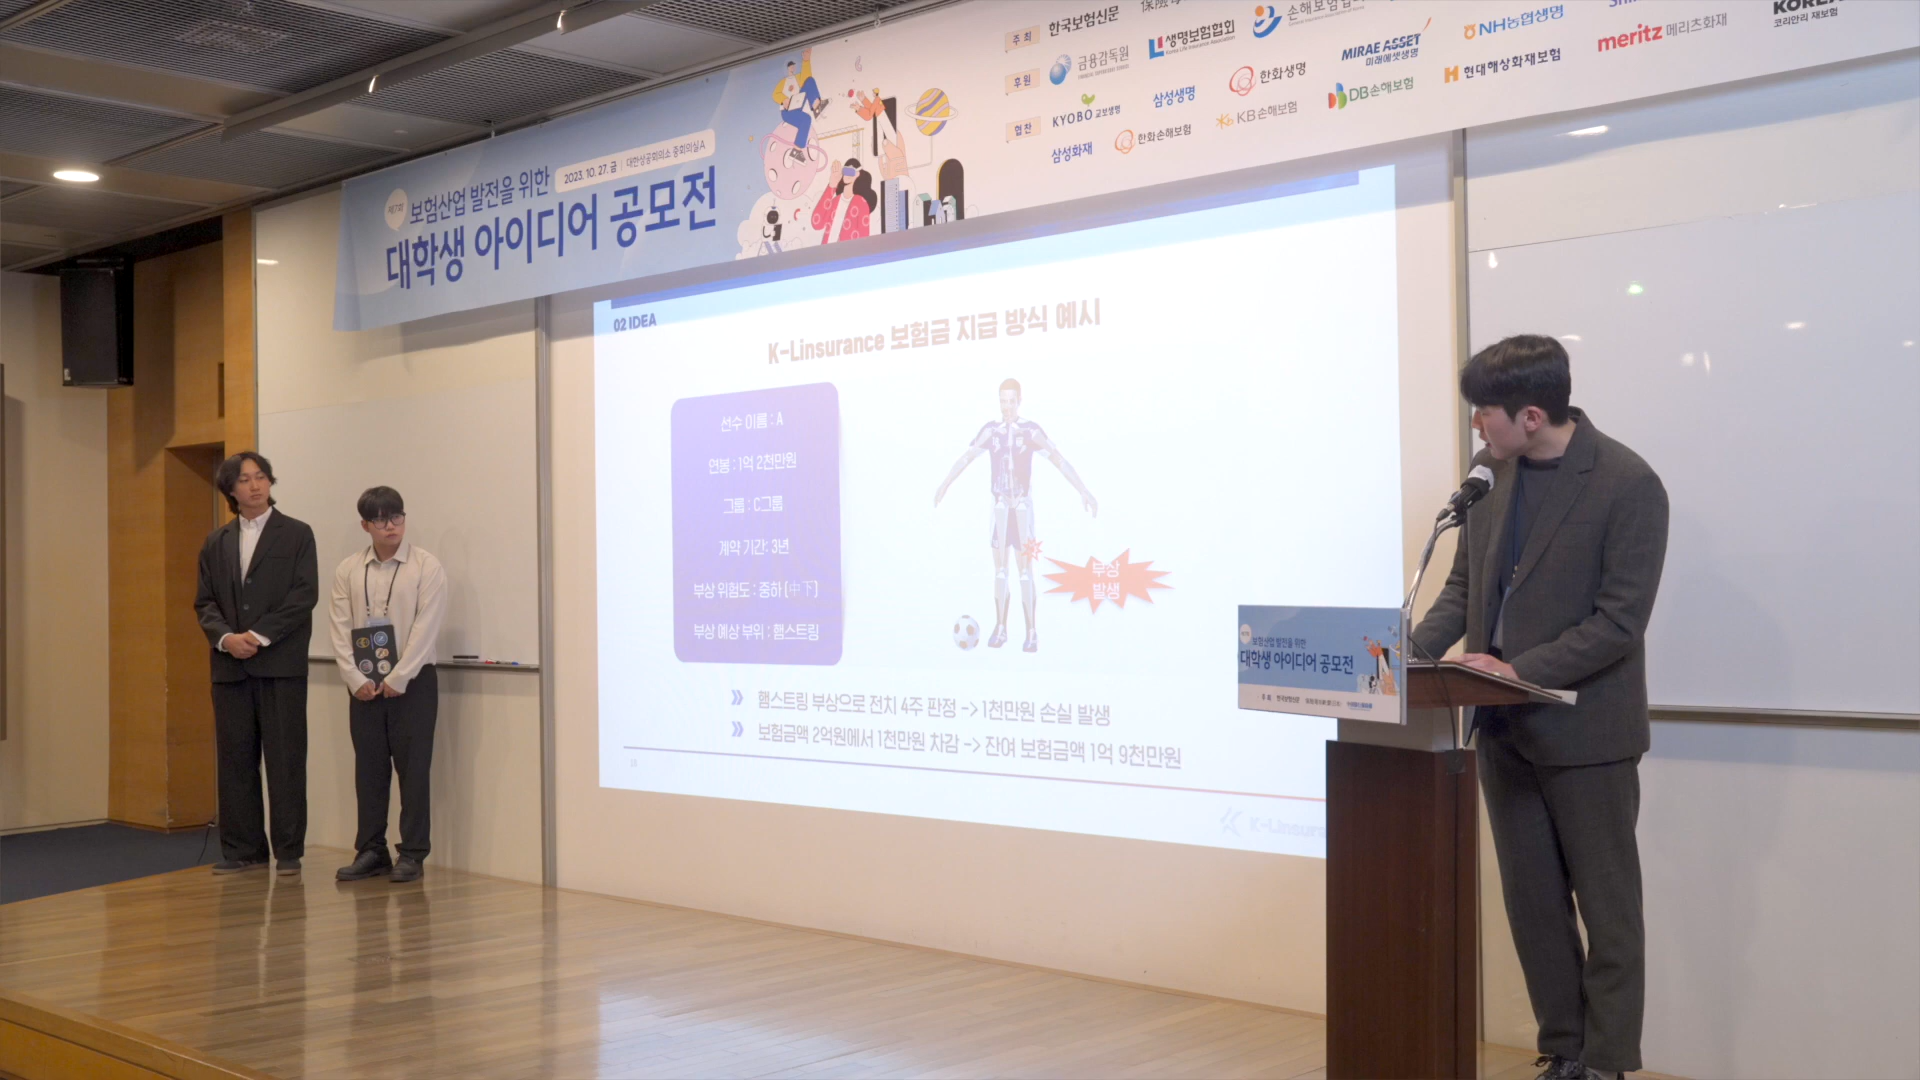 제7회
보험산업 발전을 위한
2023. 10. 27. 금 | 대한상공회의소 중회의실A
대학생 아이디어 공모전
주최
한국보험신문
후원
금융감독원
생명보험협회
협찬
KYOBO 교보생명
삼성생명
한화생명
MIRAE ASSET
미래에셋생명
NH농협생명
삼성화재
한화손해보험
KB손해보험
DB손해보험
현대해상화재보험
meritz 메리츠화재
코리안리 재보험
02 IDEA
K-Linsurance 보험금 지급 방식 예시
선수 이름 : A
연봉 : 1억 2천만원
그룹 : C그룹
계약 기간: 3년
부상 위험도 : 중하 (中下)
부상 예상 부위 : 햄스트링
부상
발생
햄스트링 부상으로 전치 4주 판정 -> 1천만원 손실 발생
보험금액 2억원에서 1천만원 차감 -> 잔여 보험금액 1억 9천만원
보험산업 발전을 위한
대학생 아이디어 공모전
한국보험신문